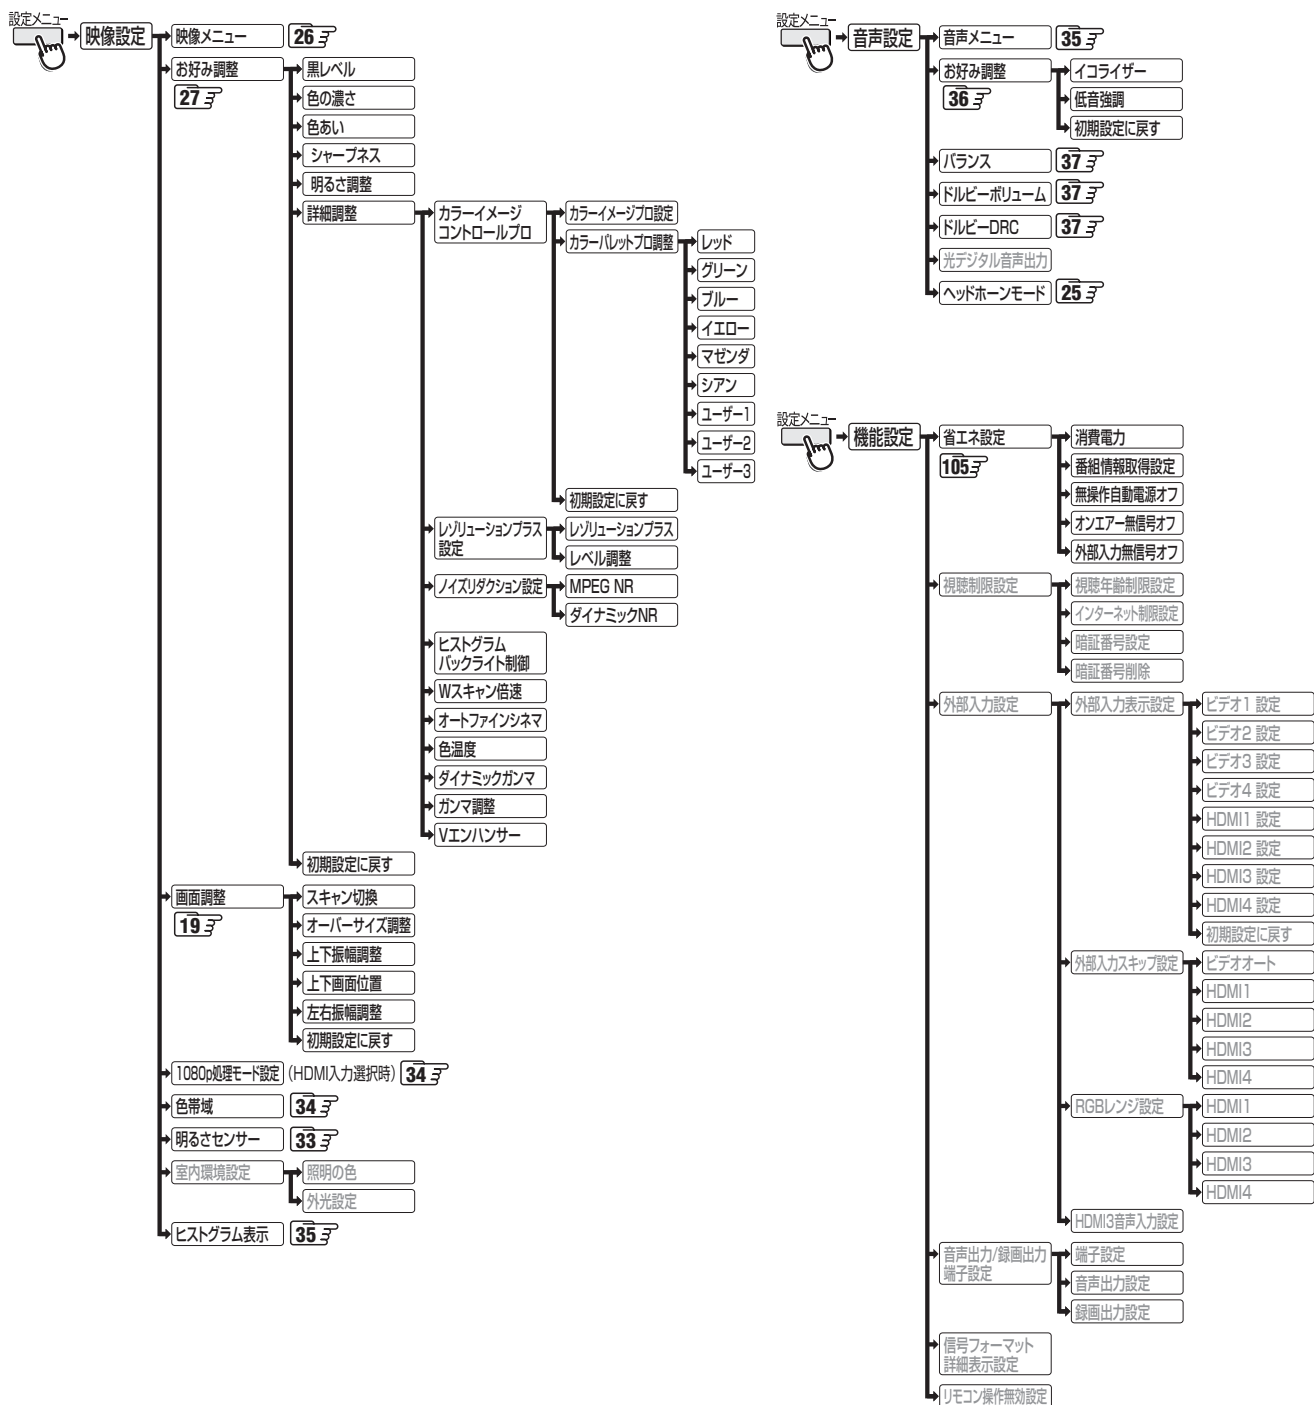 設定メニュー
映像設定
映像メニュー
26
お好み調整
27
黒レベル
色の濃さ
色あい
シャープネス
明るさ調整
詳細調整
カラーイメージ
コントロールプロ
カラーイメージプロ設定
カラーパレットプロ調整
レッド
グリーン
ブルー
イエロー
マゼンダ
シアン
ユーザー1
ユーザー2
ユーザー3
初期設定に戻す
レゾリューションプラス
設定
レゾリューションプラス
レベル調整
ノイズリダクション設定
MPEG NR
ダイナミックNR
ヒストグラム
バックライト制御
Wスキャン倍速
オートファインシネマ
色温度
ダイナミックガンマ
ガンマ調整
Vエンハンサー
初期設定に戻す
画面調整
19
スキャン切換
オーバーサイズ調整
上下振幅調整
上下画面位置
左右振幅調整
初期設定に戻す
1080p処理モード設定 (HDMI入力選択時) 34
色帯域
34
明るさセンサー
33
室内環境設定
照明の色
外光設定
ヒストグラム表示
35
設定メニュー
音声設定
音声メニュー
35
お好み調整
36
イコライザー
低音強調
初期設定に戻す
バランス
37
ドルビーボリューム
37
ドルビーDRC
37
光デジタル音声出力
ヘッドホーンモード
25
設定メニュー
機能設定
省エネ設定
105
消費電力
番組情報取得設定
無操作自動電源オフ
オンエアー無信号オフ
外部入力無信号オフ
視聴制限設定
視聴年齢制限設定
インターネット制限設定
暗証番号設定
暗証番号削除
外部入力設定
外部入力表示設定
ビデオ1 設定
ビデオ2 設定
ビデオ3 設定
ビデオ4 設定
HDMI1 設定
HDMI2 設定
HDMI3 設定
HDMI4 設定
初期設定に戻す
外部入力スキップ設定
ビデオオート
HDMI1
HDMI2
HDMI3
HDMI4
RGBレンジ設定
HDMI1
HDMI2
HDMI3
HDMI4
HDMI3音声入力設定
音声出力/録画出力
端子設定
端子設定
音声出力設定
録画出力設定
信号フォーマット
詳細表示設定
リモコン操作無効設定